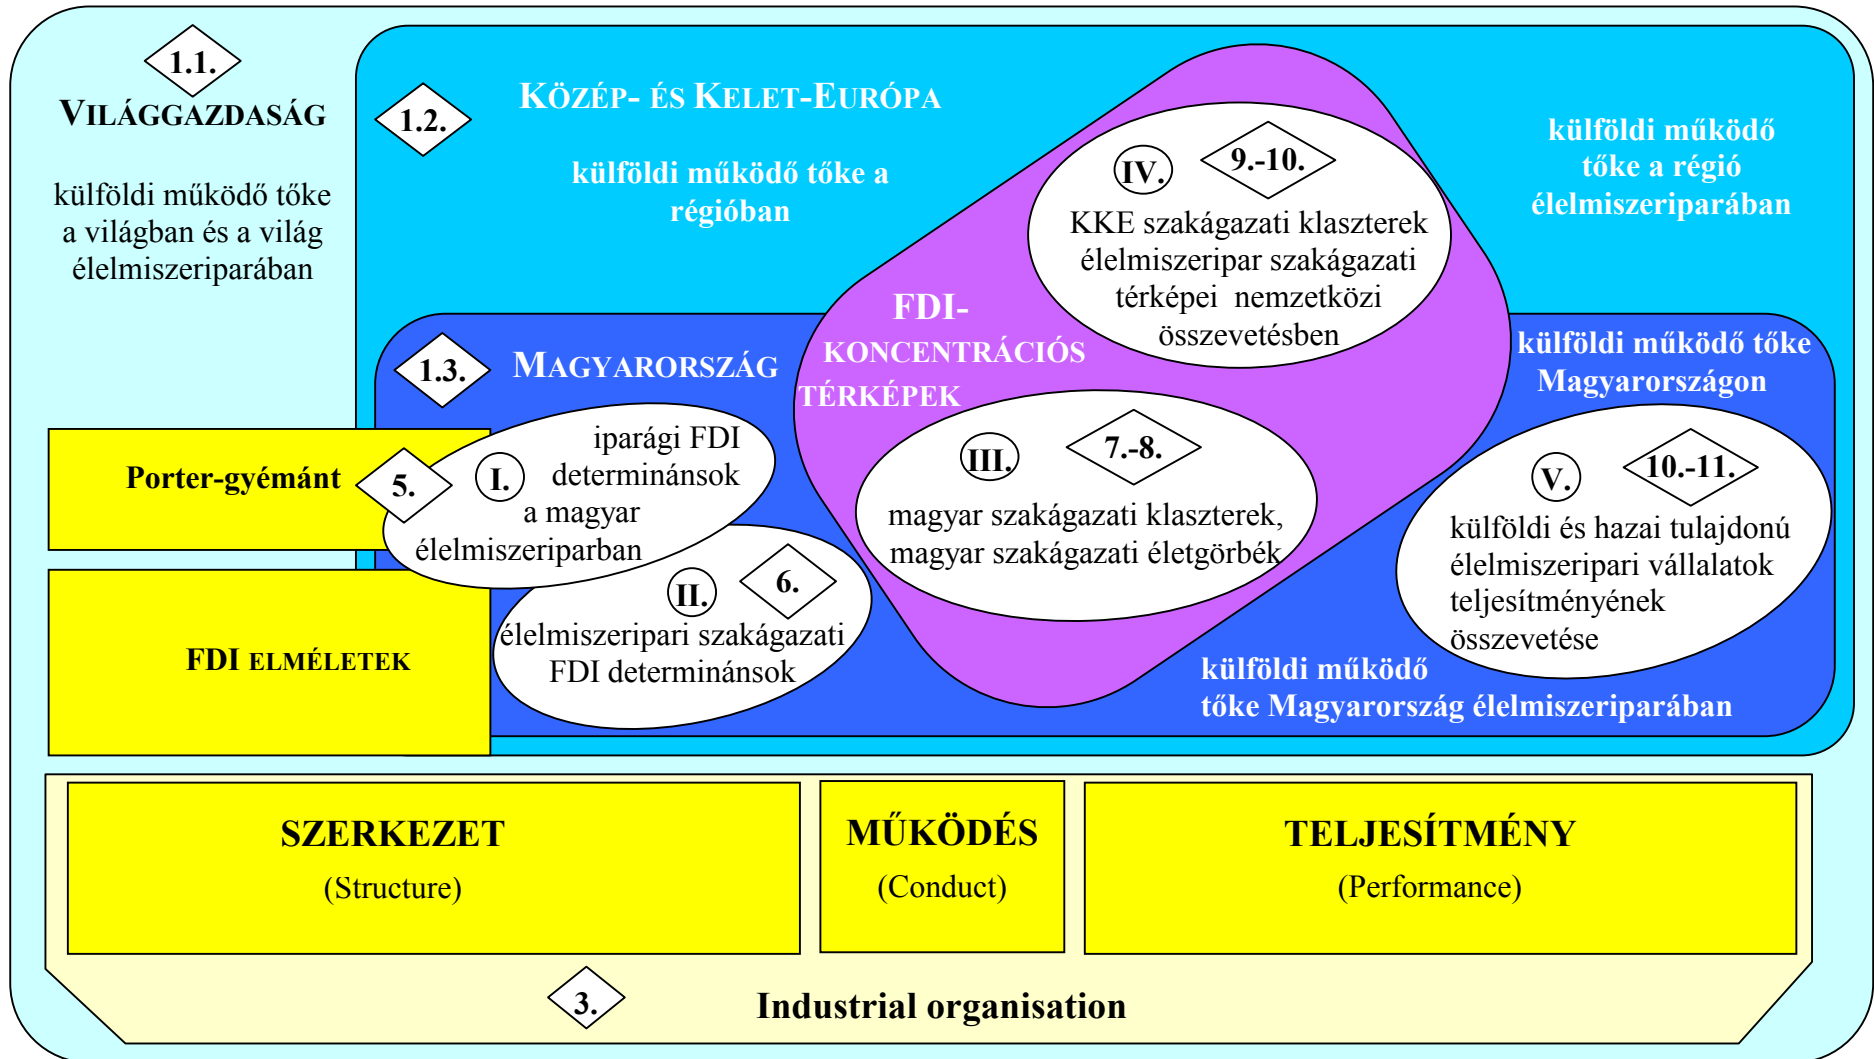 1.1.
VILÁGGAZDASÁG
külföldi működő tőke
a világban és a világ
élelmiszeriparában
1.2.
KÖZÉP- ÉS KELET-EURÓPA
külföldi működő tőke a
régióban
külföldi működő
tőke a régió
élelmiszeriparában
IV.
9.-10.
KKE szakágazati klaszterek
élelmiszeripar szakágazati
térképei nemzetközi
összevetésben
FDI-
KONCENTRÁCIÓS
TÉRKÉPEK
1.3.
MAGYARORSZÁG
külföldi működő tőke
Magyarországon
Porter-gyémánt
5.
I.
iparági FDI
determinánsok
a magyar
élelmiszeriparban
III.
7.-8.
magyar szakágazati klaszterek,
magyar szakágazati életgörbék
V.
10.-11.
külföldi és hazai tulajdonú
élelmiszeripari vállalatok
teljesítményének
összevetése
FDI ELMÉLETEK
II.
6.
élelmiszeripari szakágazati
FDI determinánsok
külföldi működő
tőke Magyarország élelmiszeriparában
SZERKEZET
(Structure)
MŰKÖDÉS
(Conduct)
TELJESÍTMÉNY
(Performance)
3.
Industrial organisation